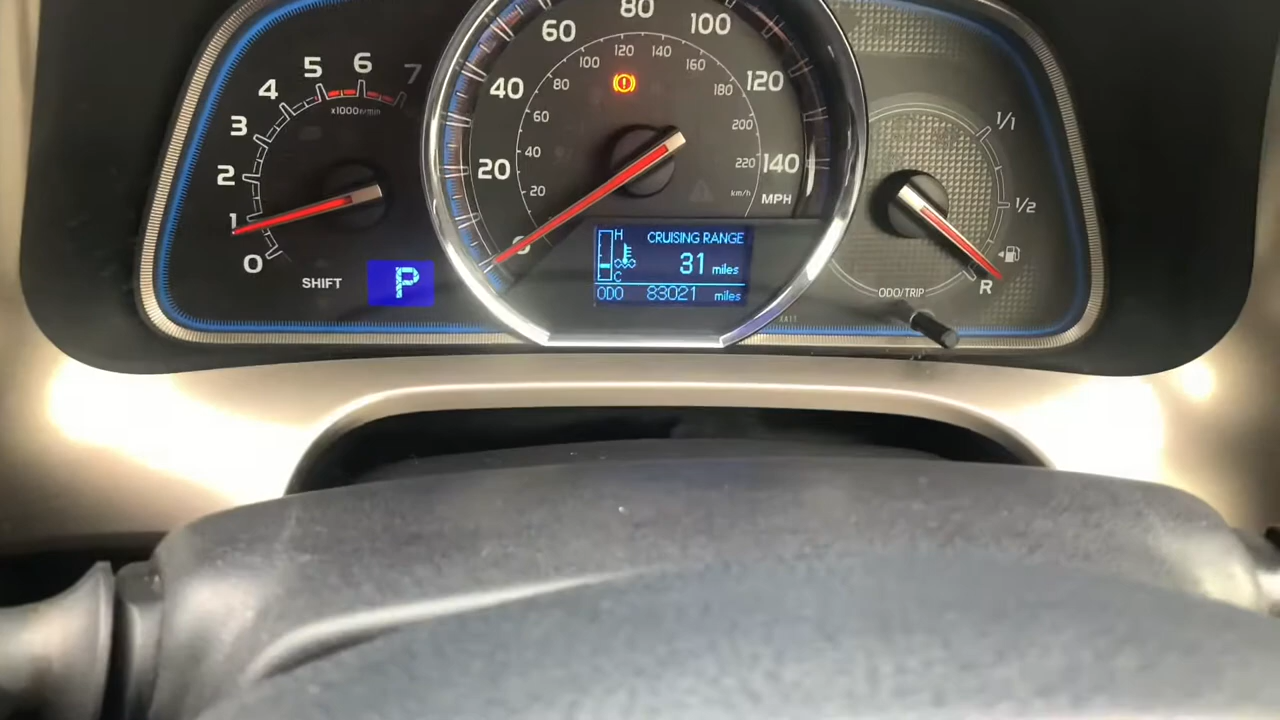 0
1
2
3
4
5
6
7
x1000r/min
SHIFT
P
0
20
40
60
80
100
120
140
MPH
20
40
60
80
100
120
140
160
180
200
220
km/h
H
C
CRUISING RANGE
31 miles
ODO 83021 miles
1/1
1/2
R
ODO/TRIP